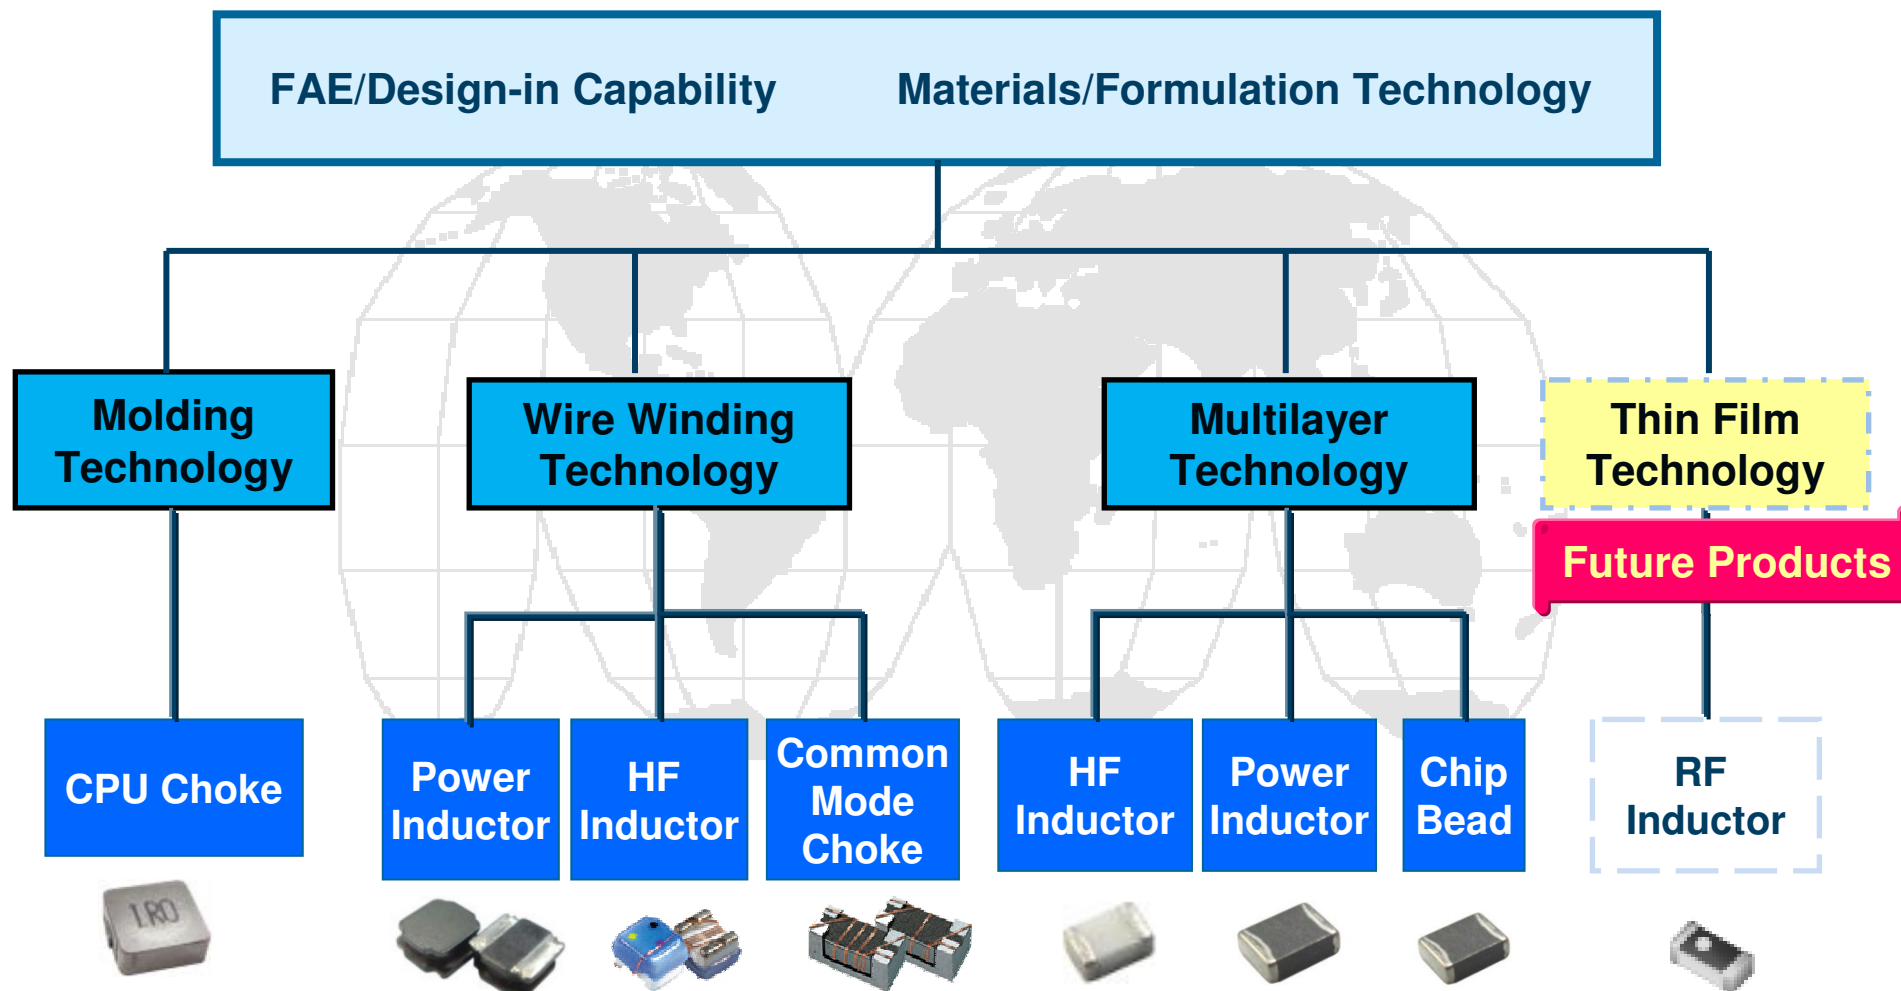 FAE/Design-in Capability Materials/Formulation Technology
Molding
Technology
Wire Winding
Technology
Multilayer
Technology
Thin Film
Technology
Future Products
CPU Choke
Power
Inductor
HF
Inductor
Common
Mode
Choke
HF
Inductor
Power
Inductor
Chip
Bead
RF
Inductor
1R0